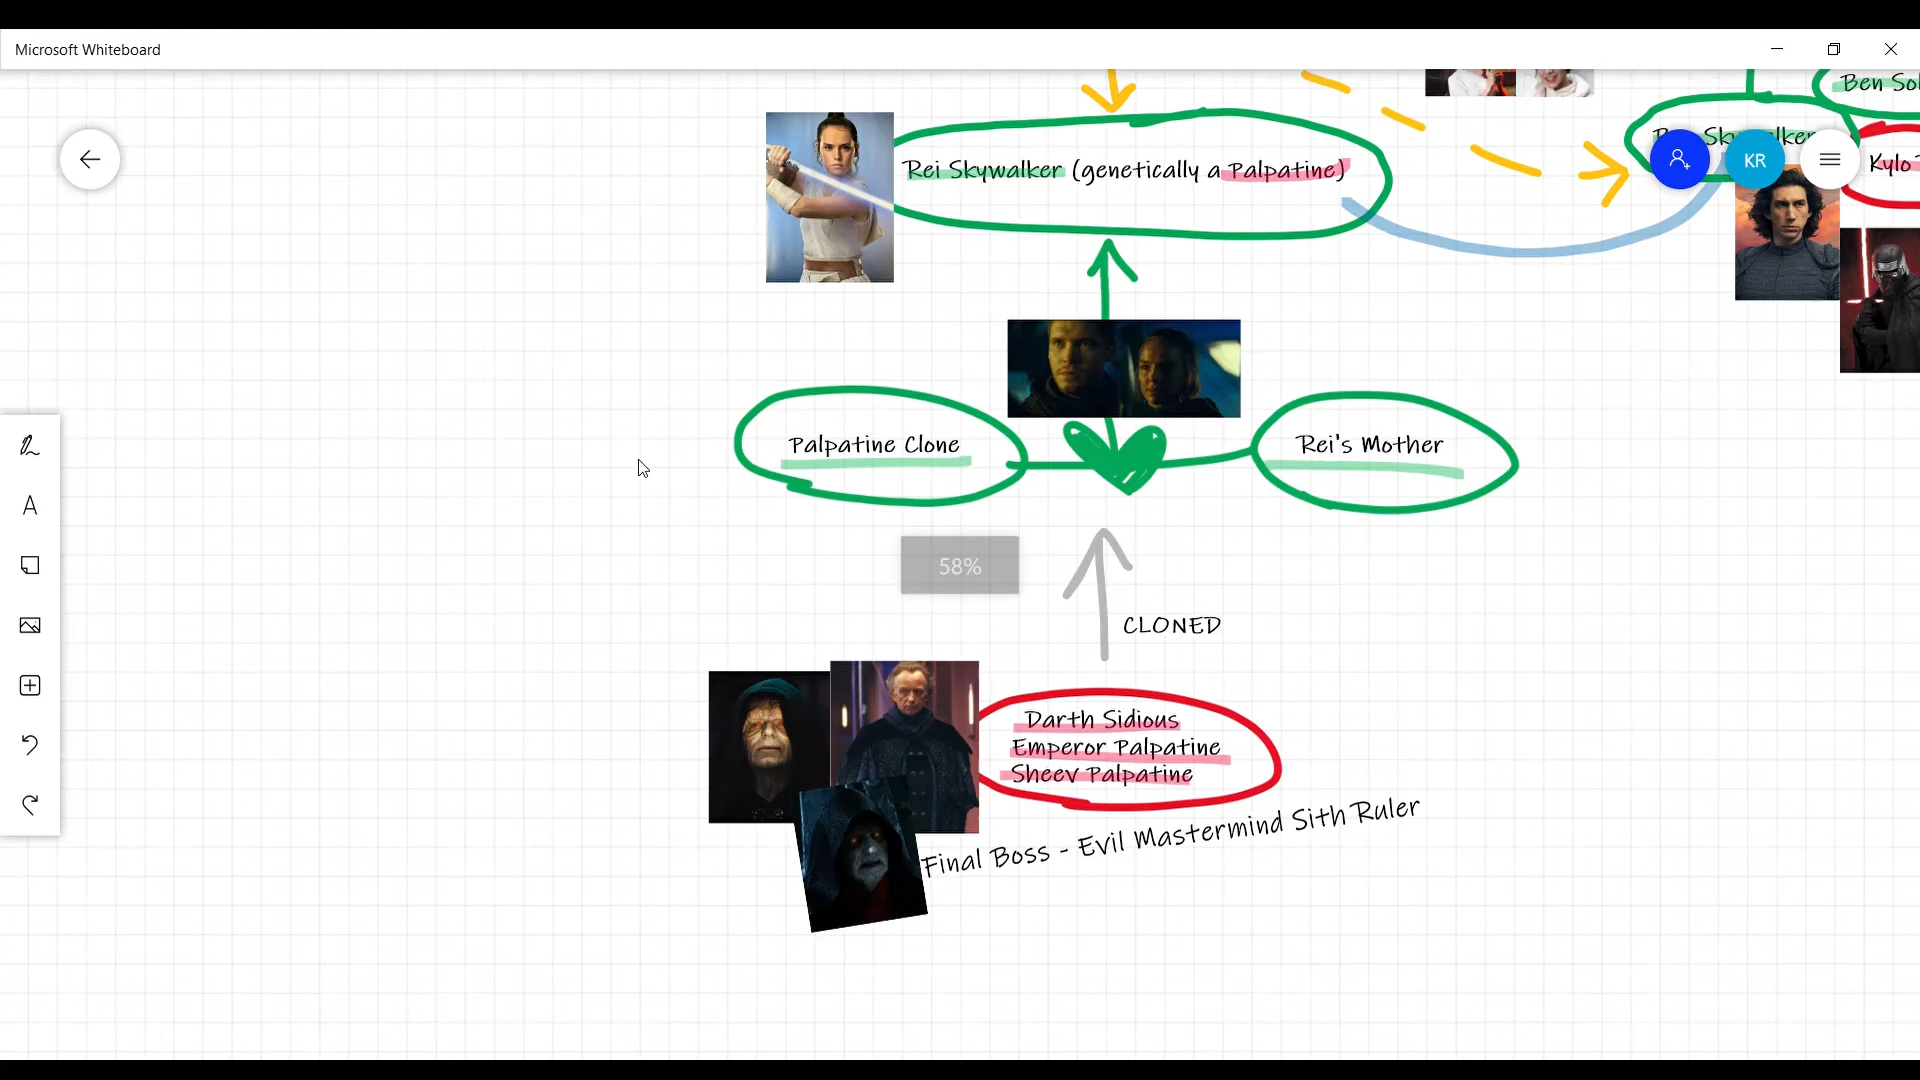 Microsoft Whiteboard
Ben Sol
KR
Kylo
Rei Skywalker (genetically a Palpatine)
Palpatine Clone
Rei's Mother
58%
CLONED
Darth Sidious
Emperor Palpatine
Sheev Palpatine
Final Boss - Evil Mastermind Sith Ruler